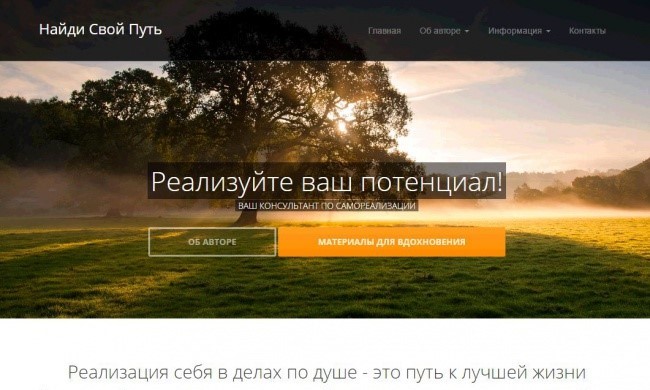 Найди Свой Путь
Главная
Об авторе
Информация
Контакты
Реализуйте ваш потенциал!
ВАШ КОНСУЛЬТАНТ ПО САМОРЕАЛИЗАЦИИ
ОБ АВТОРЕ
МАТЕРИАЛЫ ДЛЯ ВДОХНОВЕНИЯ
Реализация себя в делах по душе - это путь к лучшей жизни